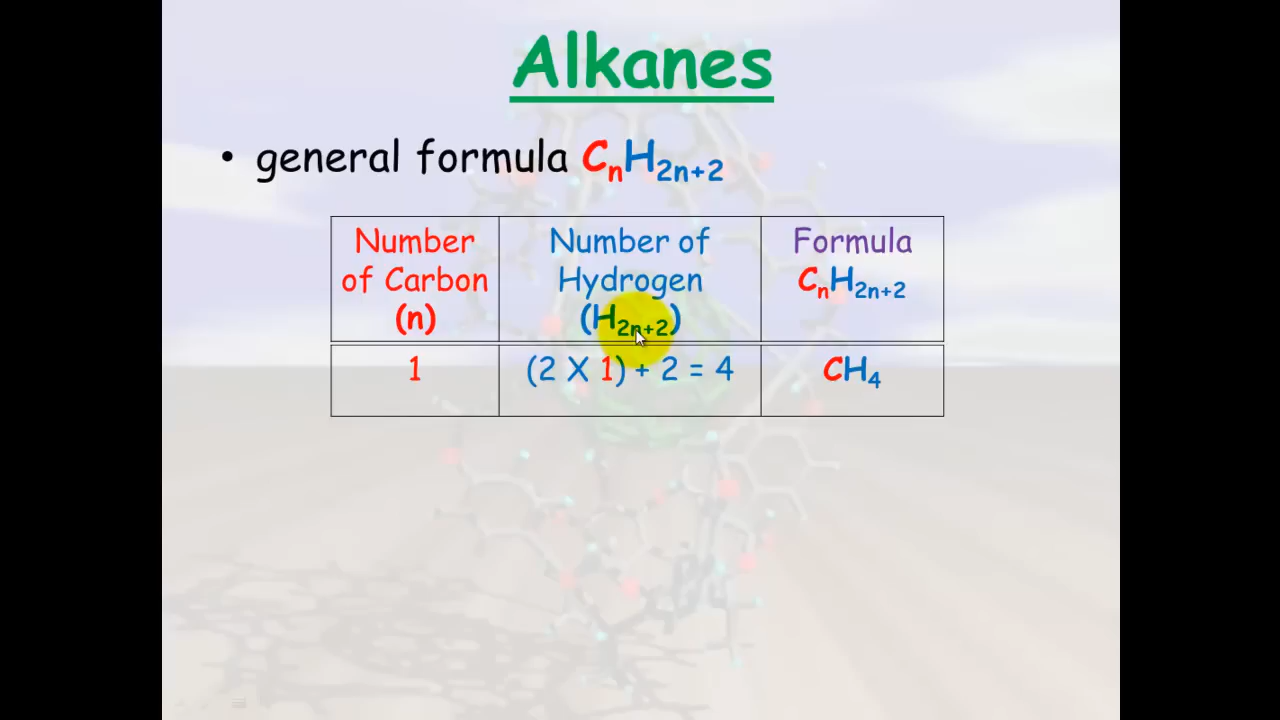 Alkanes
• general formula CₙH₂ₙ₊₂
Number of Carbon (n)
Number of Hydrogen (H₂ₙ₊₂)
Formula CₙH₂ₙ₊₂
1
(2 X 1) + 2 = 4
CH₄